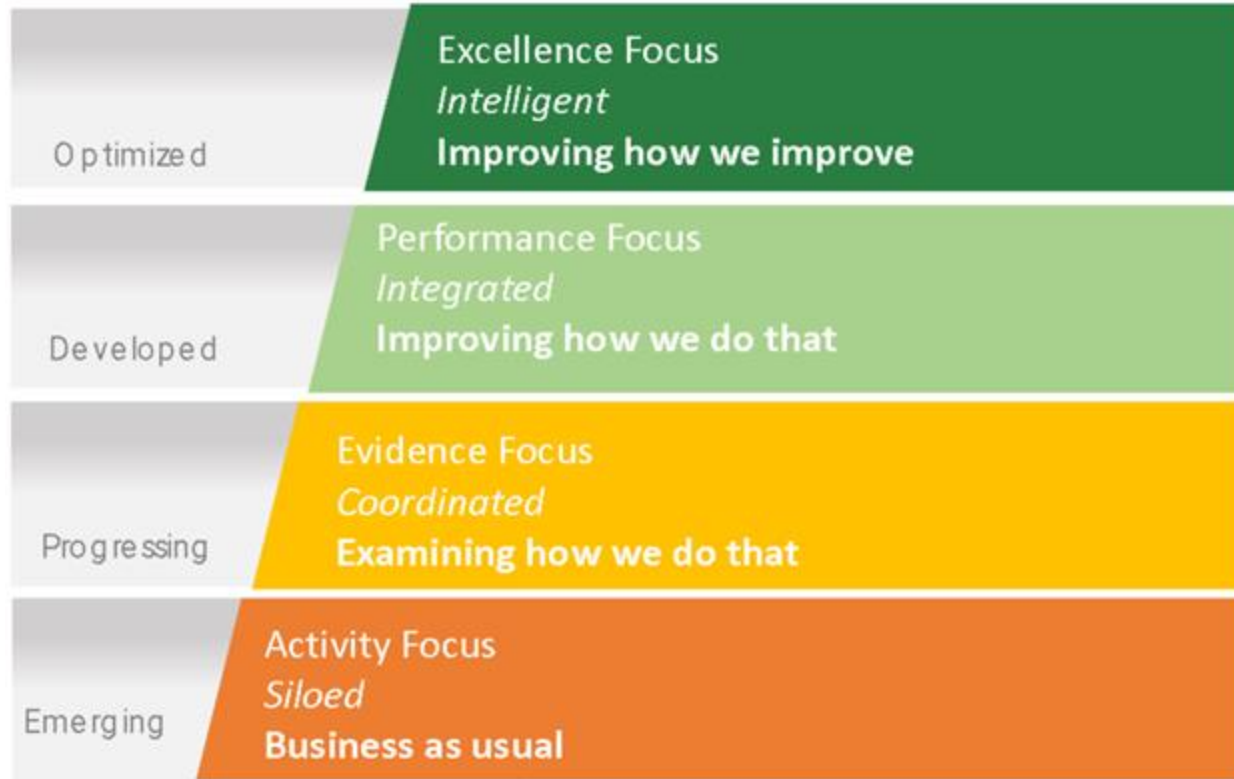 Optimized
Excellence Focus
Intelligent
Improving how we improve
Developed
Performance Focus
Integrated
Improving how we do that
Progressing
Evidence Focus
Coordinated
Examining how we do that
Emerging
Activity Focus
Siloed
Business as usual